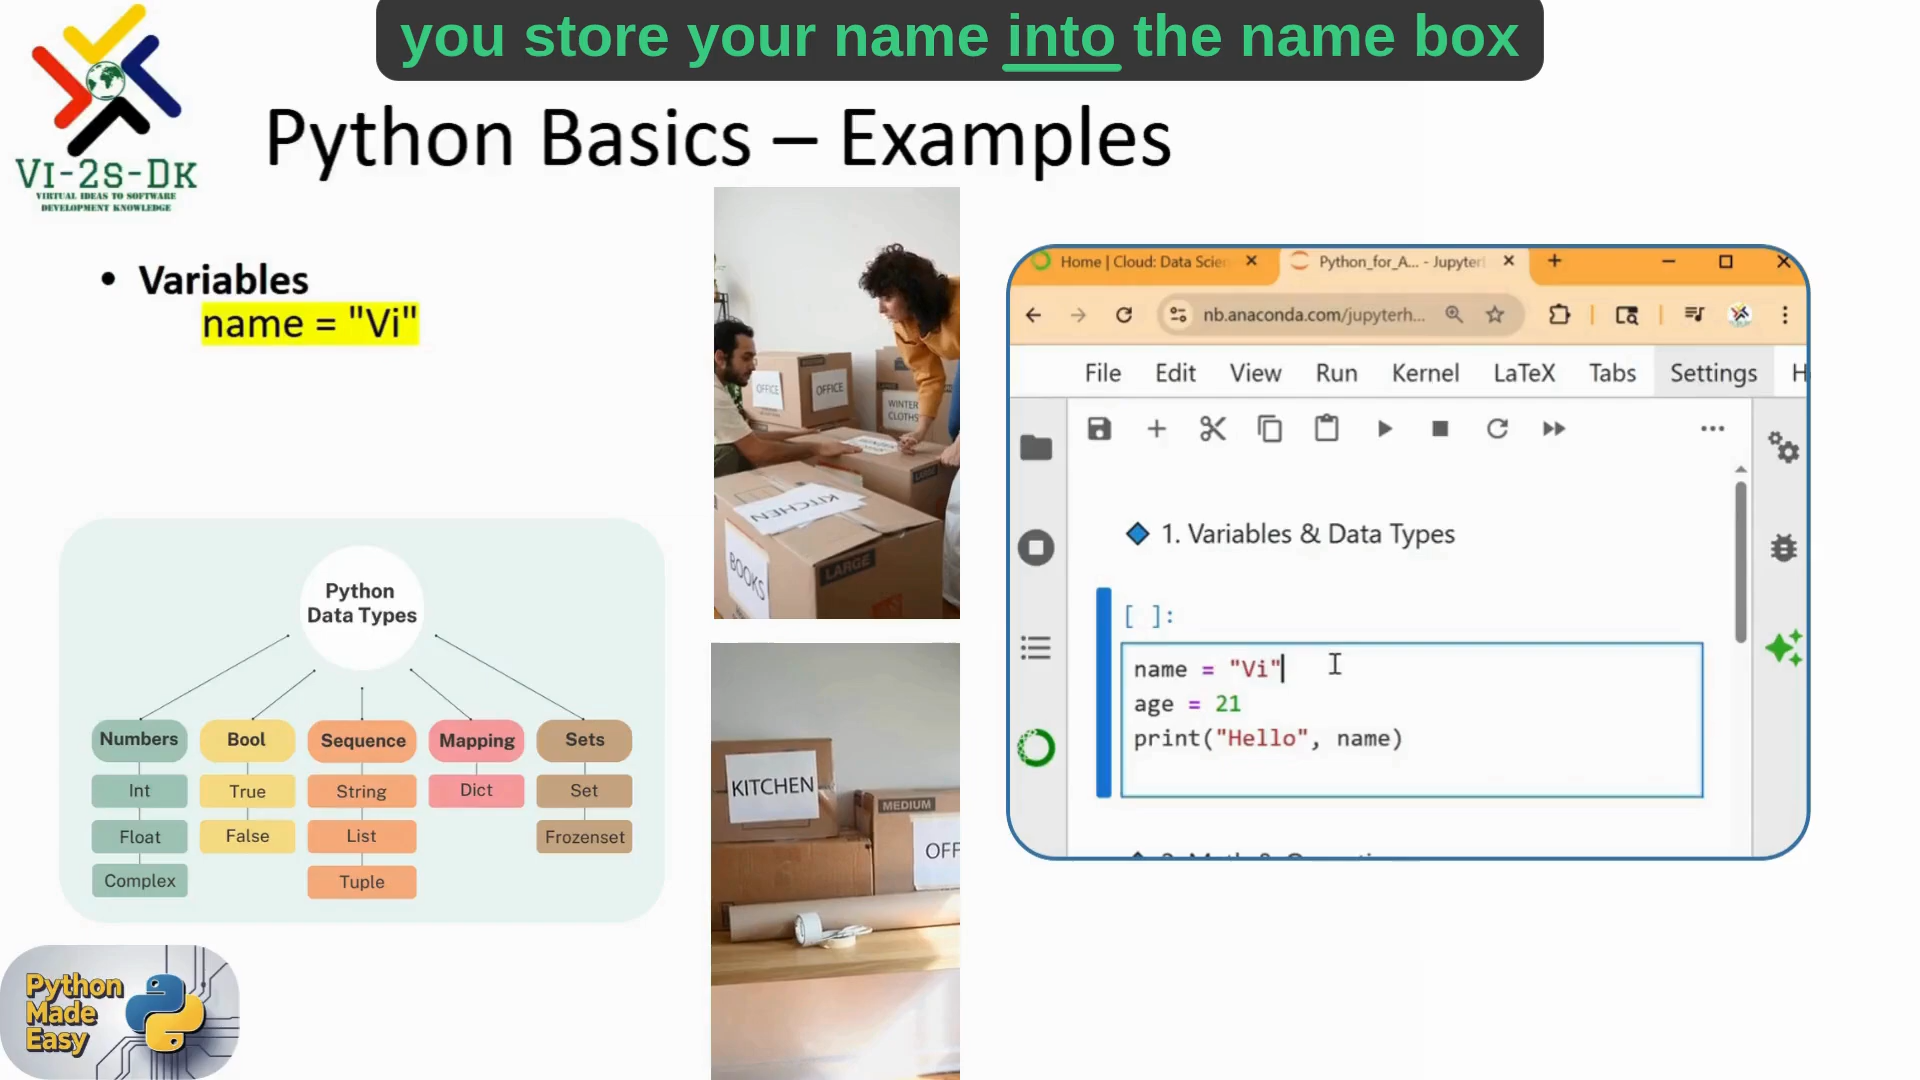 you store your name into the name box
VI-2S-DK
VIRTUAL IDEAS TO SOFTWARE
DEVELOPMENT KNOWLEDGE
Python Basics – Examples
• Variables
name = "Vi"
Python
Data Types
Numbers
Bool
Sequence
Mapping
Sets
Int
True
String
Dict
Set
Float
False
List
Frozenset
Complex
Tuple
Python
Made
Easy
OFFICE
OFFICE
WINTER
CLOTHS
LARGE
KITCHEN
BOOKS
LARGE
KITCHEN
MEDIUM
OFF
Home | Cloud: Data Scien
Python_for_A... - Jupyter
nb.anaconda.com/jupyterh...
File Edit View Run Kernel LaTeX Tabs Settings H
1. Variables & Data Types
[ ]:
name = "Vi"
age = 21
print("Hello", name)